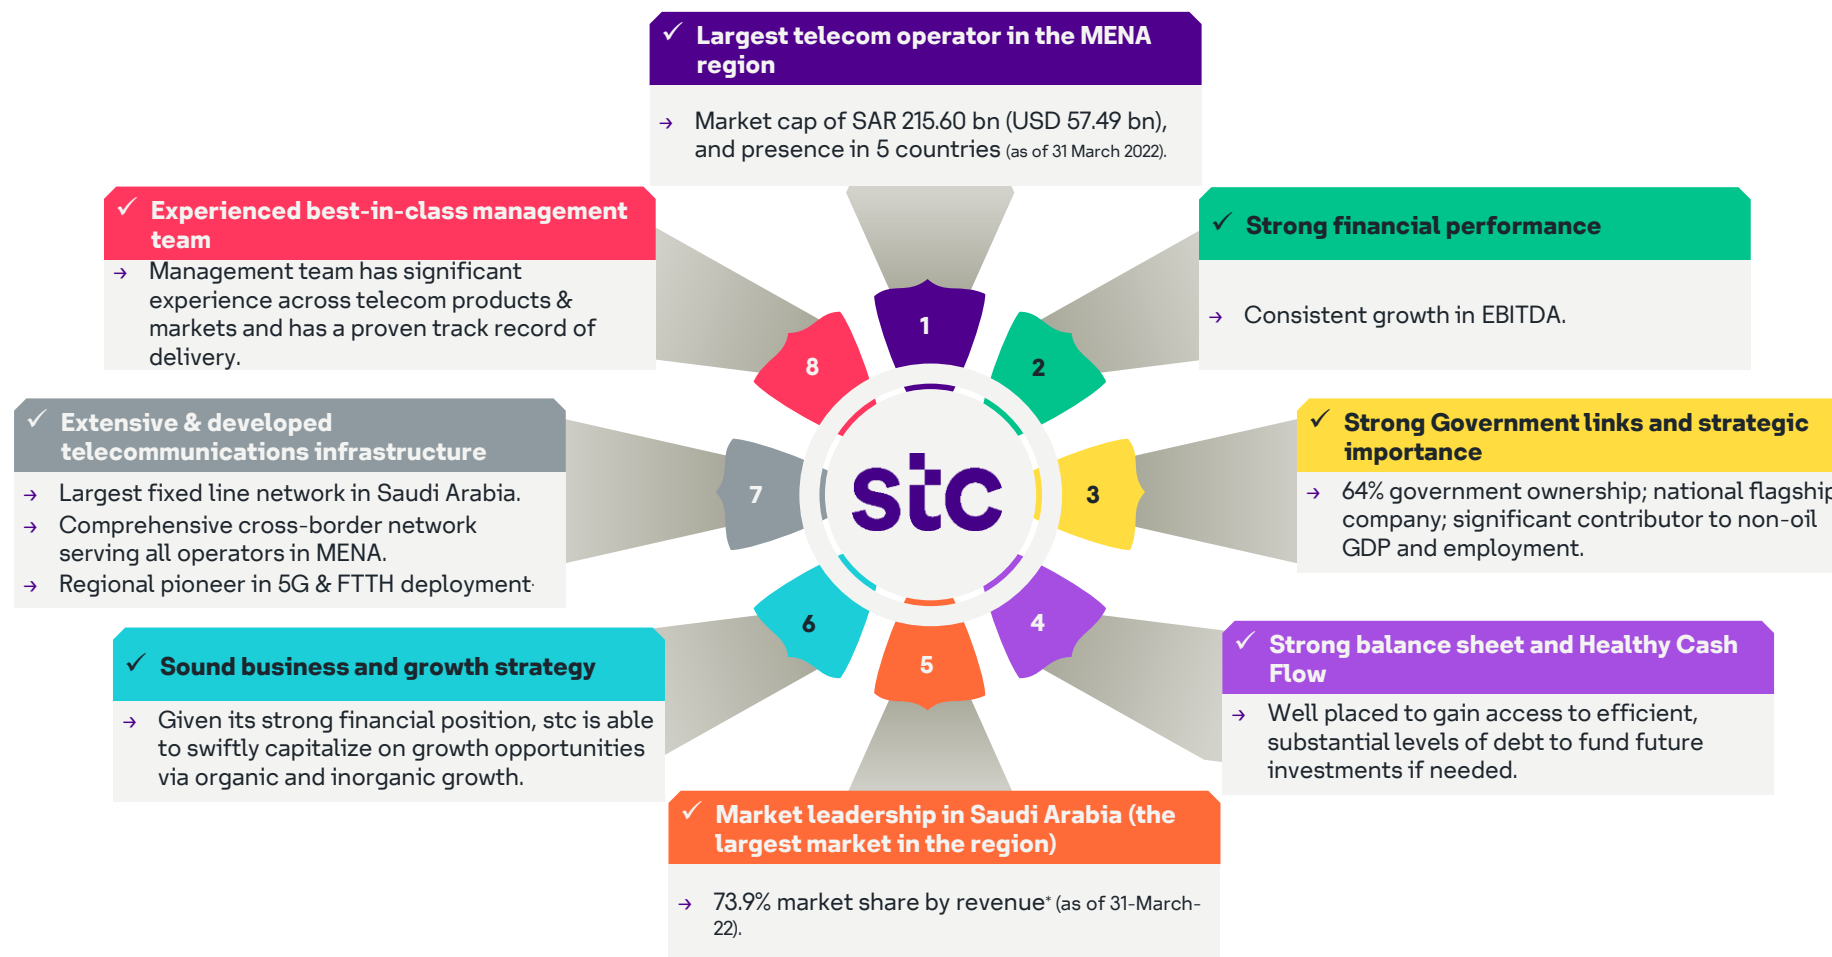 ✓ Largest telecom operator in the MENA
region
→ Market cap of SAR 215.60 bn (USD 57.49 bn),
and presence in 5 countries (as of 31 March 2022).
✓ Experienced best-in-class management
team
→ Management team has significant
experience across telecom products &
markets and has a proven track record of
delivery.
✓ Strong financial performance
→ Consistent growth in EBITDA.
✓ Extensive & developed
telecommunications infrastructure
→ Largest fixed line network in Saudi Arabia.
→ Comprehensive cross-border network
serving all operators in MENA.
→ Regional pioneer in 5G & FTTH deployment.
✓ Strong Government links and strategic
importance
→ 64% government ownership; national flagship
company; significant contributor to non-oil
GDP and employment.
1
2
3
4
5
6
7
8
stc
✓ Sound business and growth strategy
→ Given its strong financial position, stc is able
to swiftly capitalize on growth opportunities
via organic and inorganic growth.
✓ Strong balance sheet and Healthy Cash
Flow
→ Well placed to gain access to efficient,
substantial levels of debt to fund future
investments if needed.
✓ Market leadership in Saudi Arabia (the
largest market in the region)
→ 73.9% market share by revenue* (as of 31-March-
22).